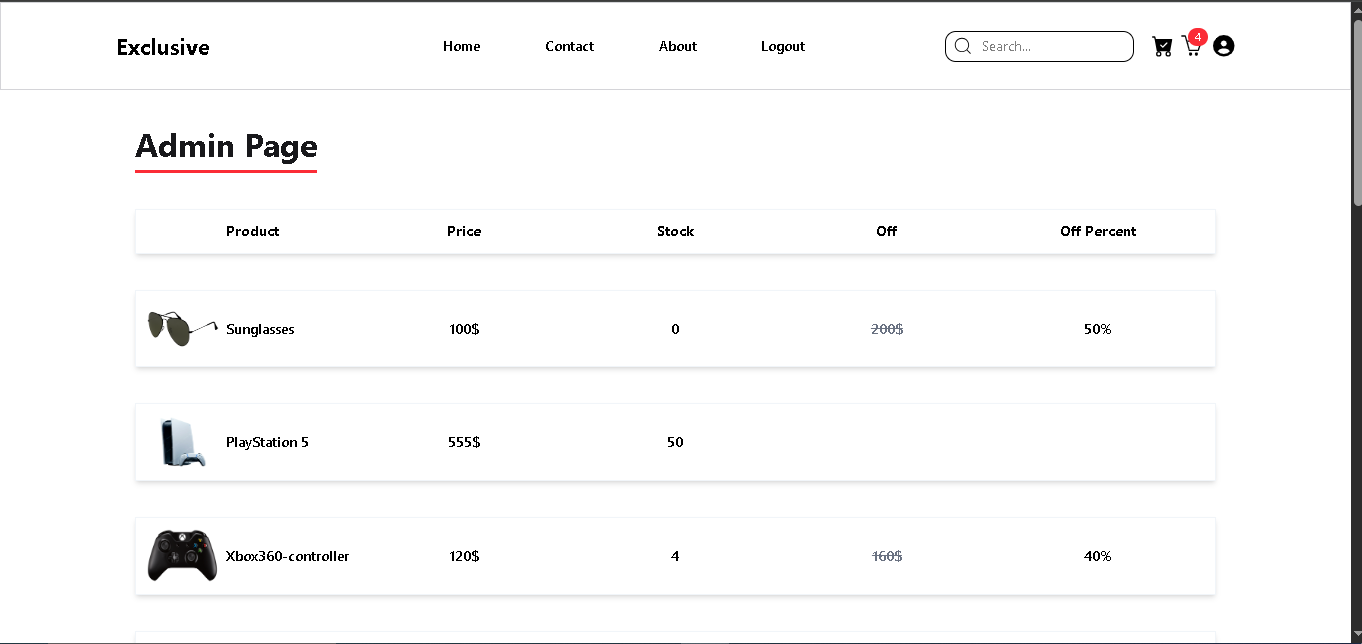 Exclusive Home Contact About Logout Search... 4
Admin Page
Product Price Stock Off Off Percent
Sunglasses 100$ 0 200$ 50%
PlayStation 5 555$ 50
Xbox360-controller 120$ 4 160$ 40%